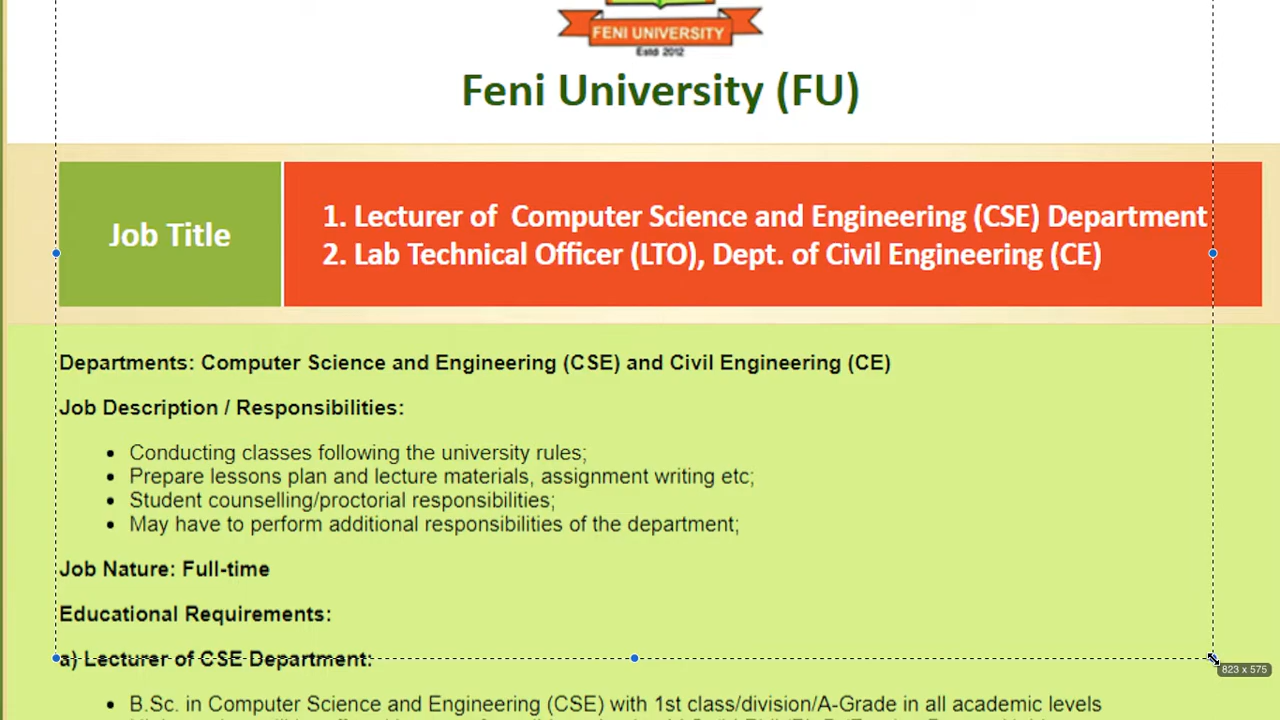 FENI UNIVERSITY
Estd 2012
Feni University (FU)
Job Title
1. Lecturer of Computer Science and Engineering (CSE) Department
2. Lab Technical Officer (LTO), Dept. of Civil Engineering (CE)
Departments: Computer Science and Engineering (CSE) and Civil Engineering (CE)
Job Description / Responsibilities:
• Conducting classes following the university rules;
• Prepare lessons plan and lecture materials, assignment writing etc;
• Student counselling/proctorial responsibilities;
• May have to perform additional responsibilities of the department;
Job Nature: Full-time
Educational Requirements:
a) Lecturer of CSE Department:
823 x 575
• B.Sc. in Computer Science and Engineering (CSE) with 1st class/division/A-Grade in all academic levels